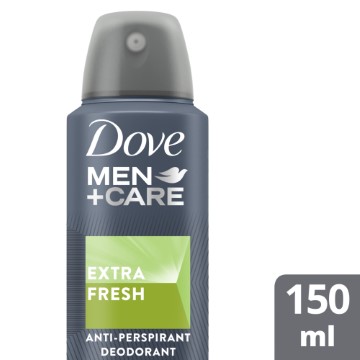 Dove
MEN
+CARE
EXTRA
FRESH
ANTI-PERSPIRANT
DEODORANT
150
ml